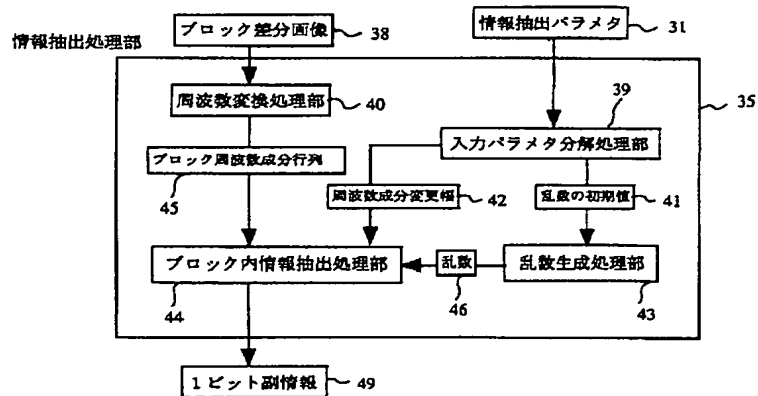 ブロック差分画像
38
情報抽出パラメタ
31
情報抽出処理部
35
周波数変換処理部
40
39
入力パラメタ分解処理部
ブロック周波数成分行列
45
周波数成分変更幅
42
乱数の初期値
41
ブロック内情報抽出処理部
44
乱数
46
乱数生成処理部
43
1ビット副情報
49